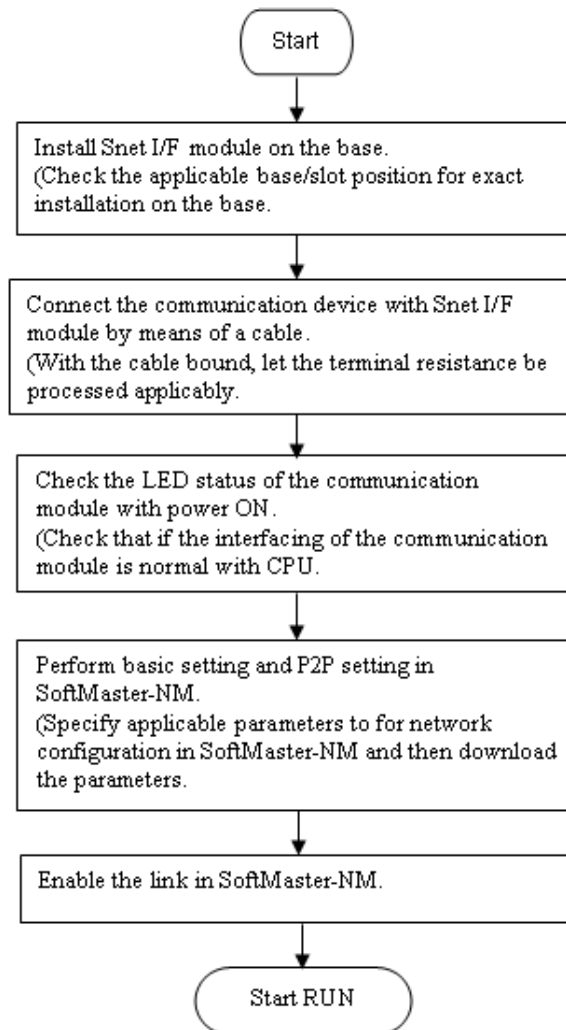 Start
Install Snet I/F module on the base.
(Check the applicable base/slot position for exact
installation on the base.
Connect the communication device with Snet I/F
module by means of a cable.
(With the cable bound, let the terminal resistance be
processed applicably.
Check the LED status of the communication
module with power ON.
(Check that if the interfacing of the communication
module is normal with CPU.
Perform basic setting and P2P setting in
SoftMaster-NM.
(Specify applicable parameters to for network
configuration in SoftMaster-NM and then download
the parameters.
Enable the link in SoftMaster-NM.
Start RUN